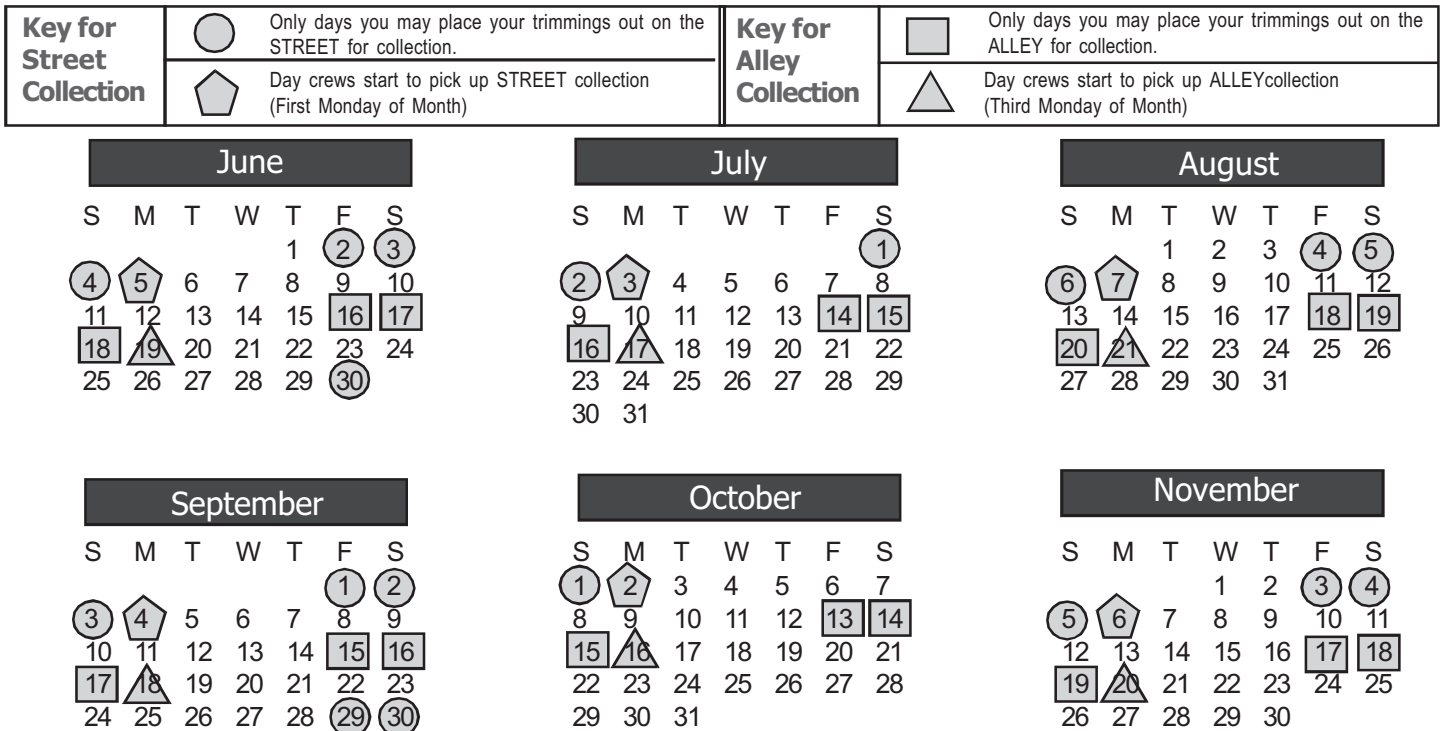 Key for
Street
Collection
Only days you may place your trimmings out on the
STREET for collection.
Day crews start to pick up STREET collection
(First Monday of Month)
Key for
Alley
Collection
Only days you may place your trimmings out on the
ALLEY for collection.
Day crews start to pick up ALLEYcollection
(Third Monday of Month)
June
S M T W T F S
1 2 3
4 5 6 7 8 9 10
11 12 13 14 15 16 17
18 19 20 21 22 23 24
25 26 27 28 29 30
July
S M T W T F S
1
2 3 4 5 6 7 8
9 10 11 12 13 14 15
16 17 18 19 20 21 22
23 24 25 26 27 28 29
30 31
August
S M T W T F S
1 2 3 4 5
6 7 8 9 10 11 12
13 14 15 16 17 18 19
20 21 22 23 24 25 26
27 28 29 30 31
September
S M T W T F S
1 2
3 4 5 6 7 8 9
10 11 12 13 14 15 16
17 18 19 20 21 22 23
24 25 26 27 28 29 30
October
S M T W T F S
1 2 3 4 5 6 7
8 9 10 11 12 13 14
15 16 17 18 19 20 21
22 23 24 25 26 27 28
29 30 31
November
S M T W T F S
1 2 3 4
5 6 7 8 9 10 11
12 13 14 15 16 17 18
19 20 21 22 23 24 25
26 27 28 29 30